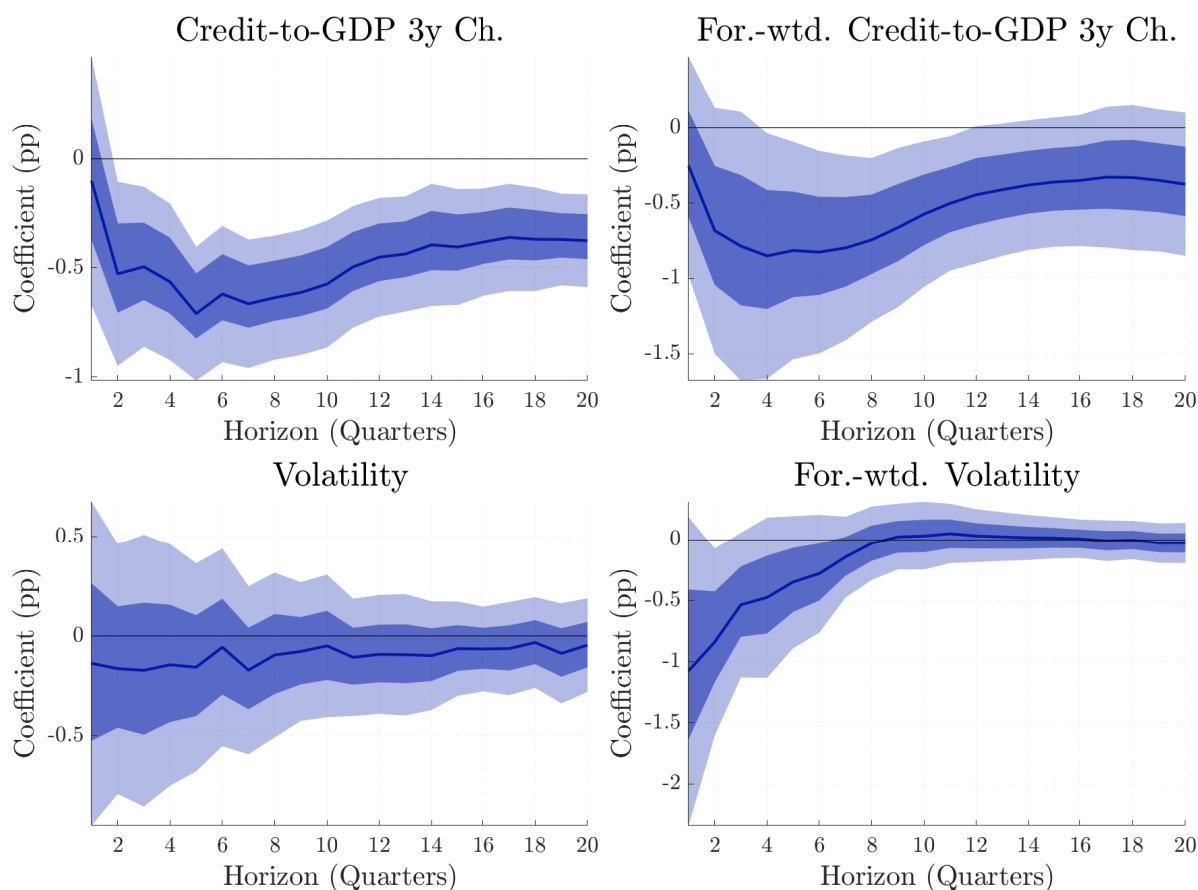 Credit-to-GDP 3y Ch.
Coefficient (pp)
0
-0.5
-1
2 4 6 8 10 12 14 16 18 20
Horizon (Quarters)
For.-wtd. Credit-to-GDP 3y Ch.
Coefficient (pp)
0
-0.5
-1
-1.5
2 4 6 8 10 12 14 16 18 20
Horizon (Quarters)
Volatility
Coefficient (pp)
0.5
0
-0.5
2 4 6 8 10 12 14 16 18 20
Horizon (Quarters)
For.-wtd. Volatility
Coefficient (pp)
0
-0.5
-1
-1.5
-2
2 4 6 8 10 12 14 16 18 20
Horizon (Quarters)